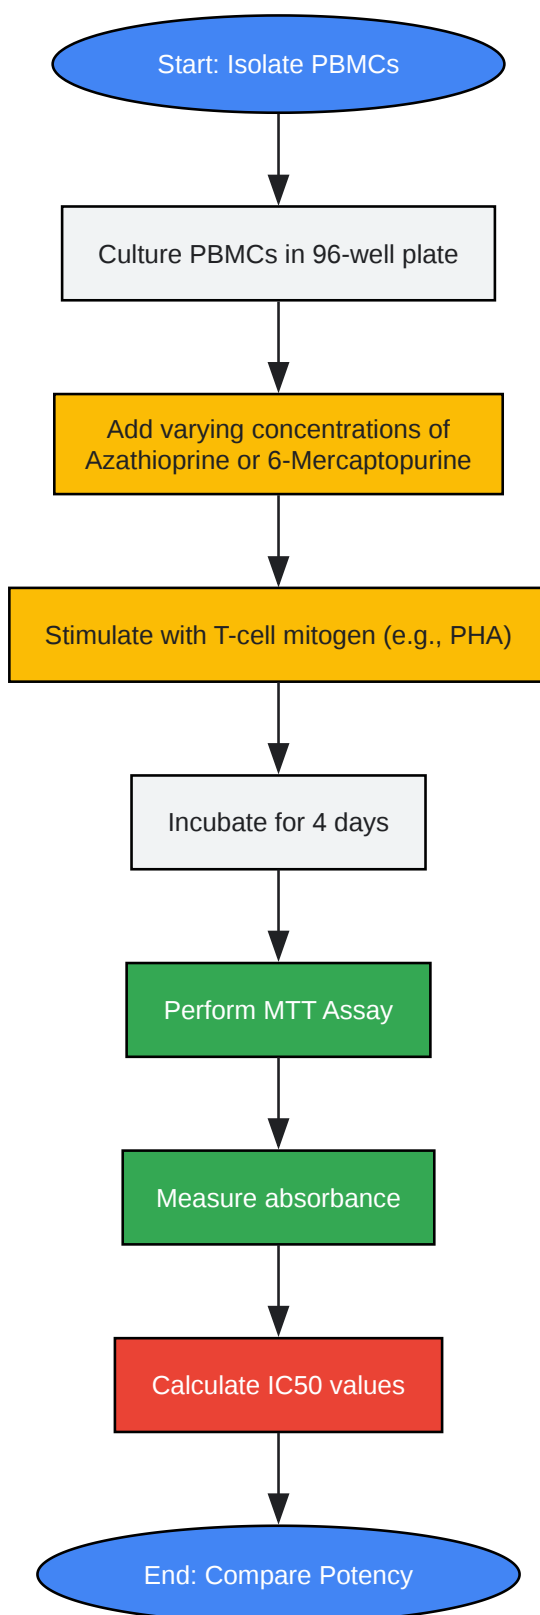 Start: Isolate PBMCs
Culture PBMCs in 96-well plate
Add varying concentrations of
Azathioprine or 6-Mercaptopurine
Stimulate with T-cell mitogen (e.g., PHA)
Incubate for 4 days
Perform MTT Assay
Measure absorbance
Calculate IC50 values
End: Compare Potency